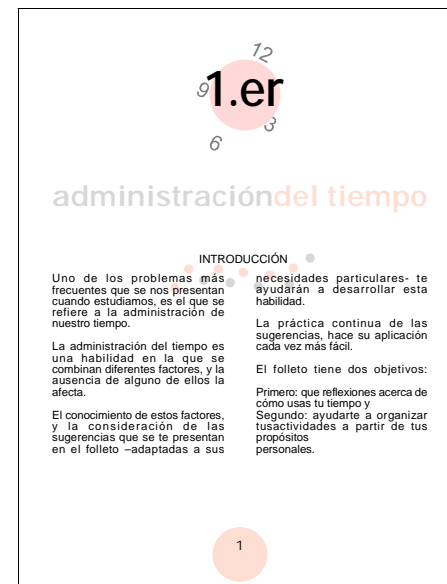 12
9
1.er
3
6
administracióndel tiempo
INTRODUCCIÓN
Uno de los problemas más
frecuentes que se nos presentan
cuando estudiamos, es el que se
refiere a la administración de
nuestro tiempo.
La administración del tiempo es
una habilidad en la que se
combinan diferentes factores, y la
ausencia de alguno de ellos la
afecta.
El conocimiento de estos factores,
y la consideración de las
sugerencias que se te presentan
en el folleto –adaptadas a sus
necesidades particulares- te
ayudarán a desarrollar esta
habilidad.
La práctica continua de las
sugerencias, hace su aplicación
cada vez más fácil.
El folleto tiene dos objetivos:
Primero: que reflexiones acerca de
cómo usas tu tiempo y
Segundo: ayudarte a organizar
tusactividades a partir de tus
propósitos
personales.
1